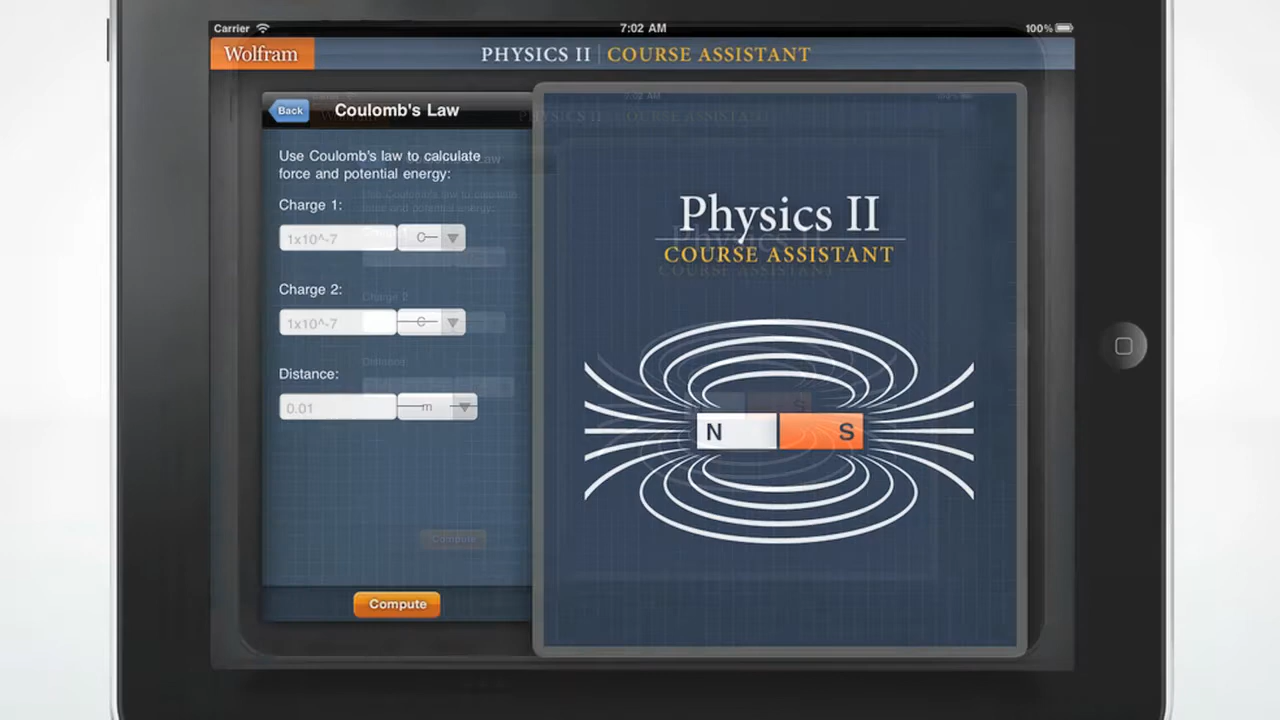 Carrier
7:02 AM
100%
Wolfram
PHYSICS II | COURSE ASSISTANT
Back
Coulomb's Law
Use Coulomb's law to calculate
force and potential energy:
Charge 1:
1x10^-7 C
Charge 2:
1x10^-7 C
Distance:
0.01 m
Compute
Physics II
COURSE ASSISTANT
N S